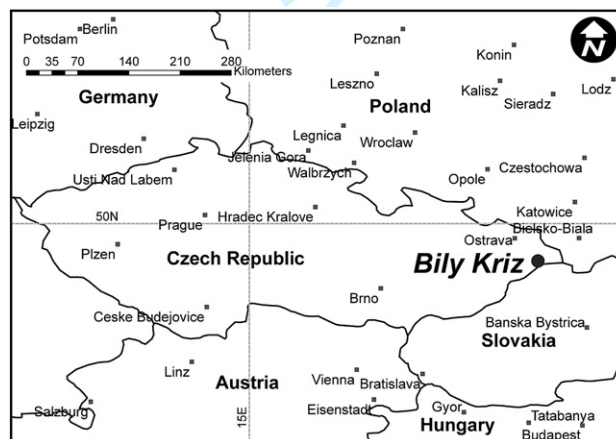 Berlin
Potsdam
Poznan
Konin
N
0 35 70 140 210 280
Kilometers
Leszno
Kalisz
Lodz
Germany
Poland
Sieradz
Leipzig
Legnica
Wroclaw
Dresden
Jelenia Gora
Walbrzych
Czestochowa
Usti Nad Labem
Opole
50N
Prague
Hradec Kralove
Katowice
Bielsko-Biala
Plzen
Ostrava
Czech Republic
Bily Kriz
Brno
Ceske Budejovice
Banska Bystrica
Slovakia
Linz
Austria
Vienna
Bratislava
Salzburg
15E
Eisenstadt
Gyor
Tatabanya
Hungary
Budapest